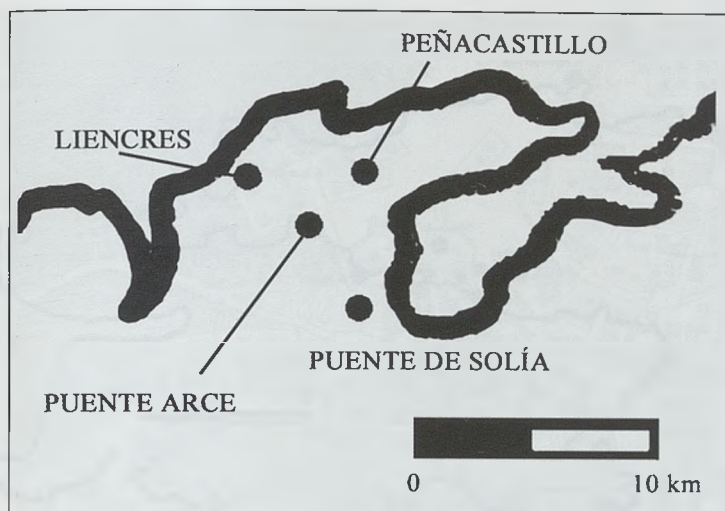 PEÑACASTILLO
LIENCRES
PUENTE DE SOLÍA
PUENTE ARCE
0 10 km